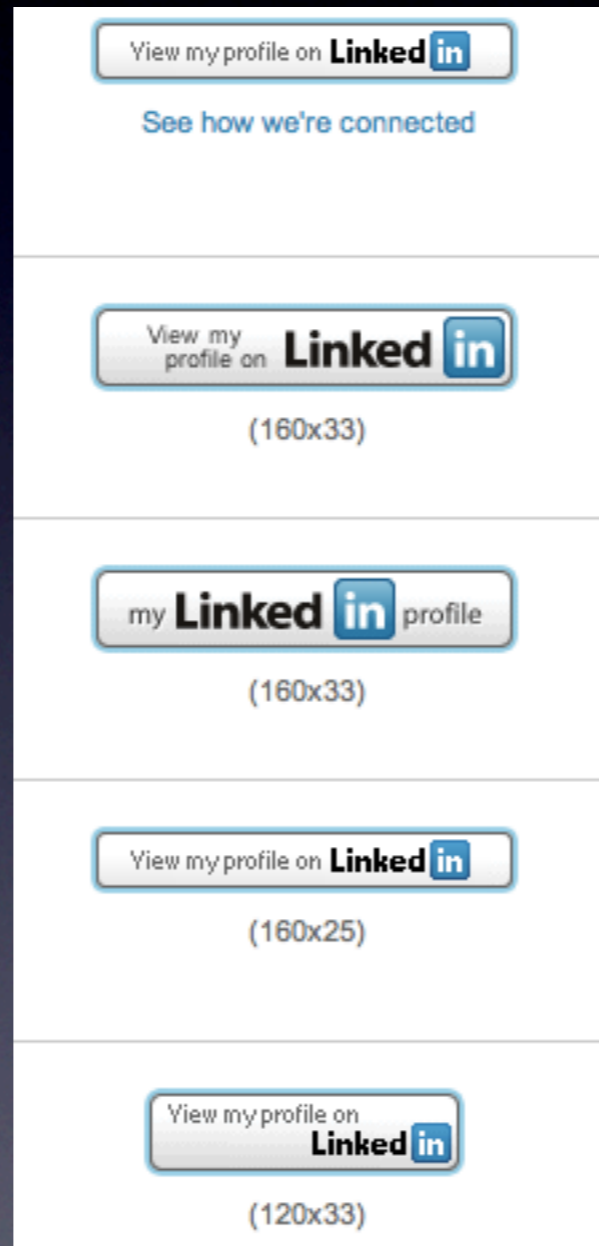 View my profile on Linked in
See how we're connected
View my
profile on Linked in
(160x33)
my Linked in profile
(160x33)
View my profile on Linked in
(160x25)
View my profile on
Linked in
(120x33)